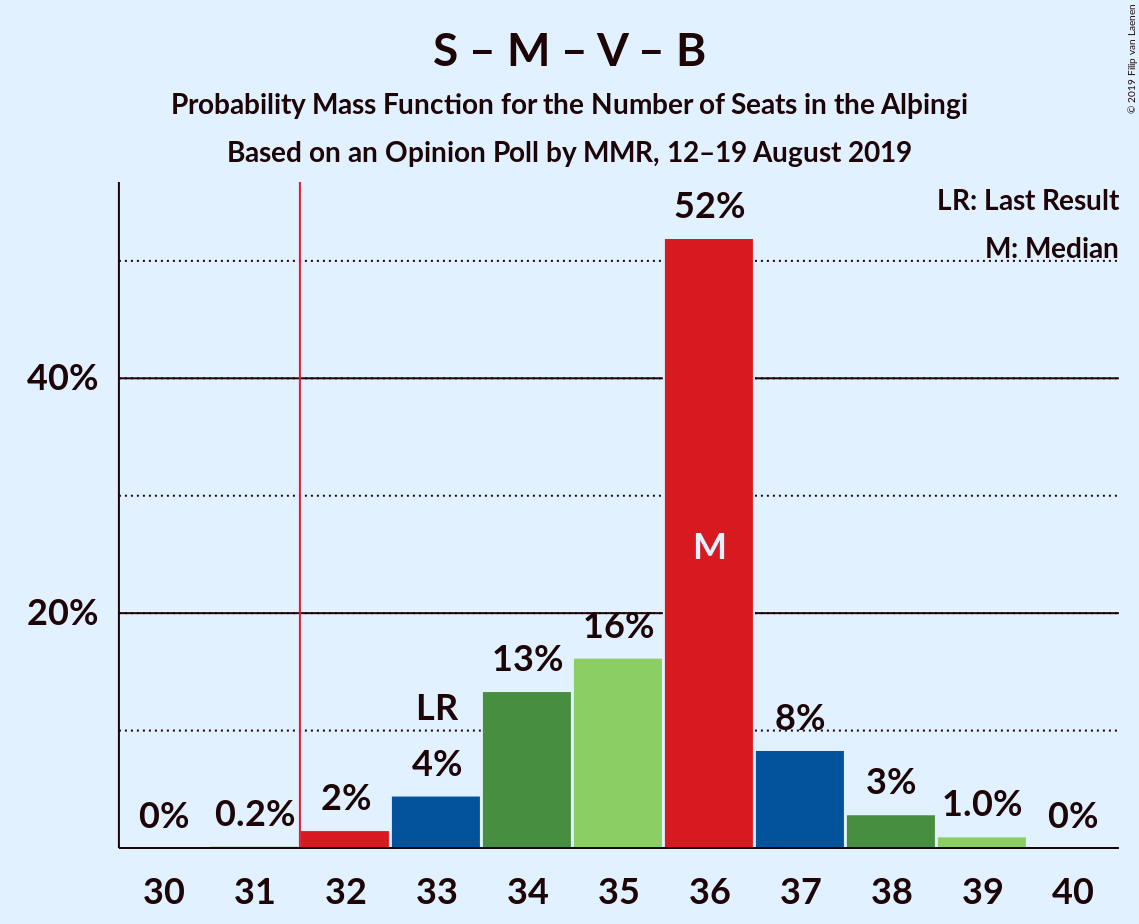 S – M – V – B
Probability Mass Function for the Number of Seats in the Alþingi
Based on an Opinion Poll by MMR, 12–19 August 2019
© 2019 Filip van Laenen
LR: Last Result
M: Median
52%
40%
M
20%
16%
13%
LR
8%
4%
3%
2%
1.0%
0%
0.2%
0%
30 31 32 33 34 35 36 37 38 39 40